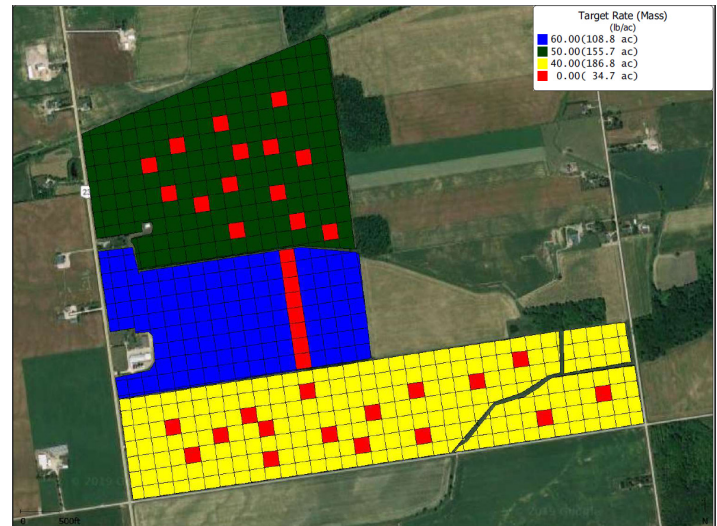 Target Rate (Mass)
(lb/ac)
60.00(108.8 ac)
50.00(155.7 ac)
40.00(186.8 ac)
0.00( 34.7 ac)
0
500ft